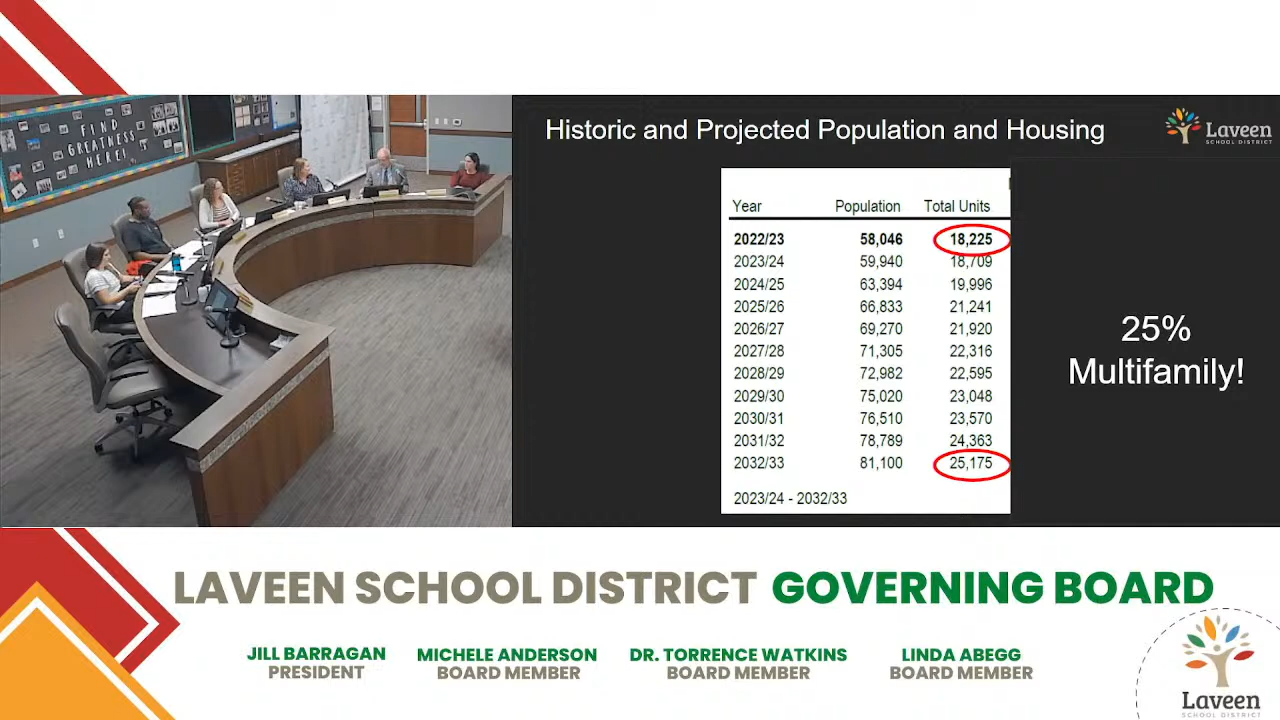 FIND
GREATNESS
HERE!
Historic and Projected Population and Housing
Laveen
SCHOOL DISTRICT
Year Population Total Units
2022/23 58,046 18,225
2023/24 59,940 18,709
2024/25 63,394 19,996
2025/26 66,833 21,241
2026/27 69,270 21,920
2027/28 71,305 22,316
2028/29 72,982 22,595
2029/30 75,020 23,048
2030/31 76,510 23,570
2031/32 78,789 24,363
2032/33 81,100 25,175
2023/24 - 2032/33
25%
Multifamily!
LAVEEN SCHOOL DISTRICT GOVERNING BOARD
JILL BARRAGAN
PRESIDENT
MICHELE ANDERSON
BOARD MEMBER
DR. TORRENCE WATKINS
BOARD MEMBER
LINDA ABEGG
BOARD MEMBER
Laveen
SCHOOL DISTRICT